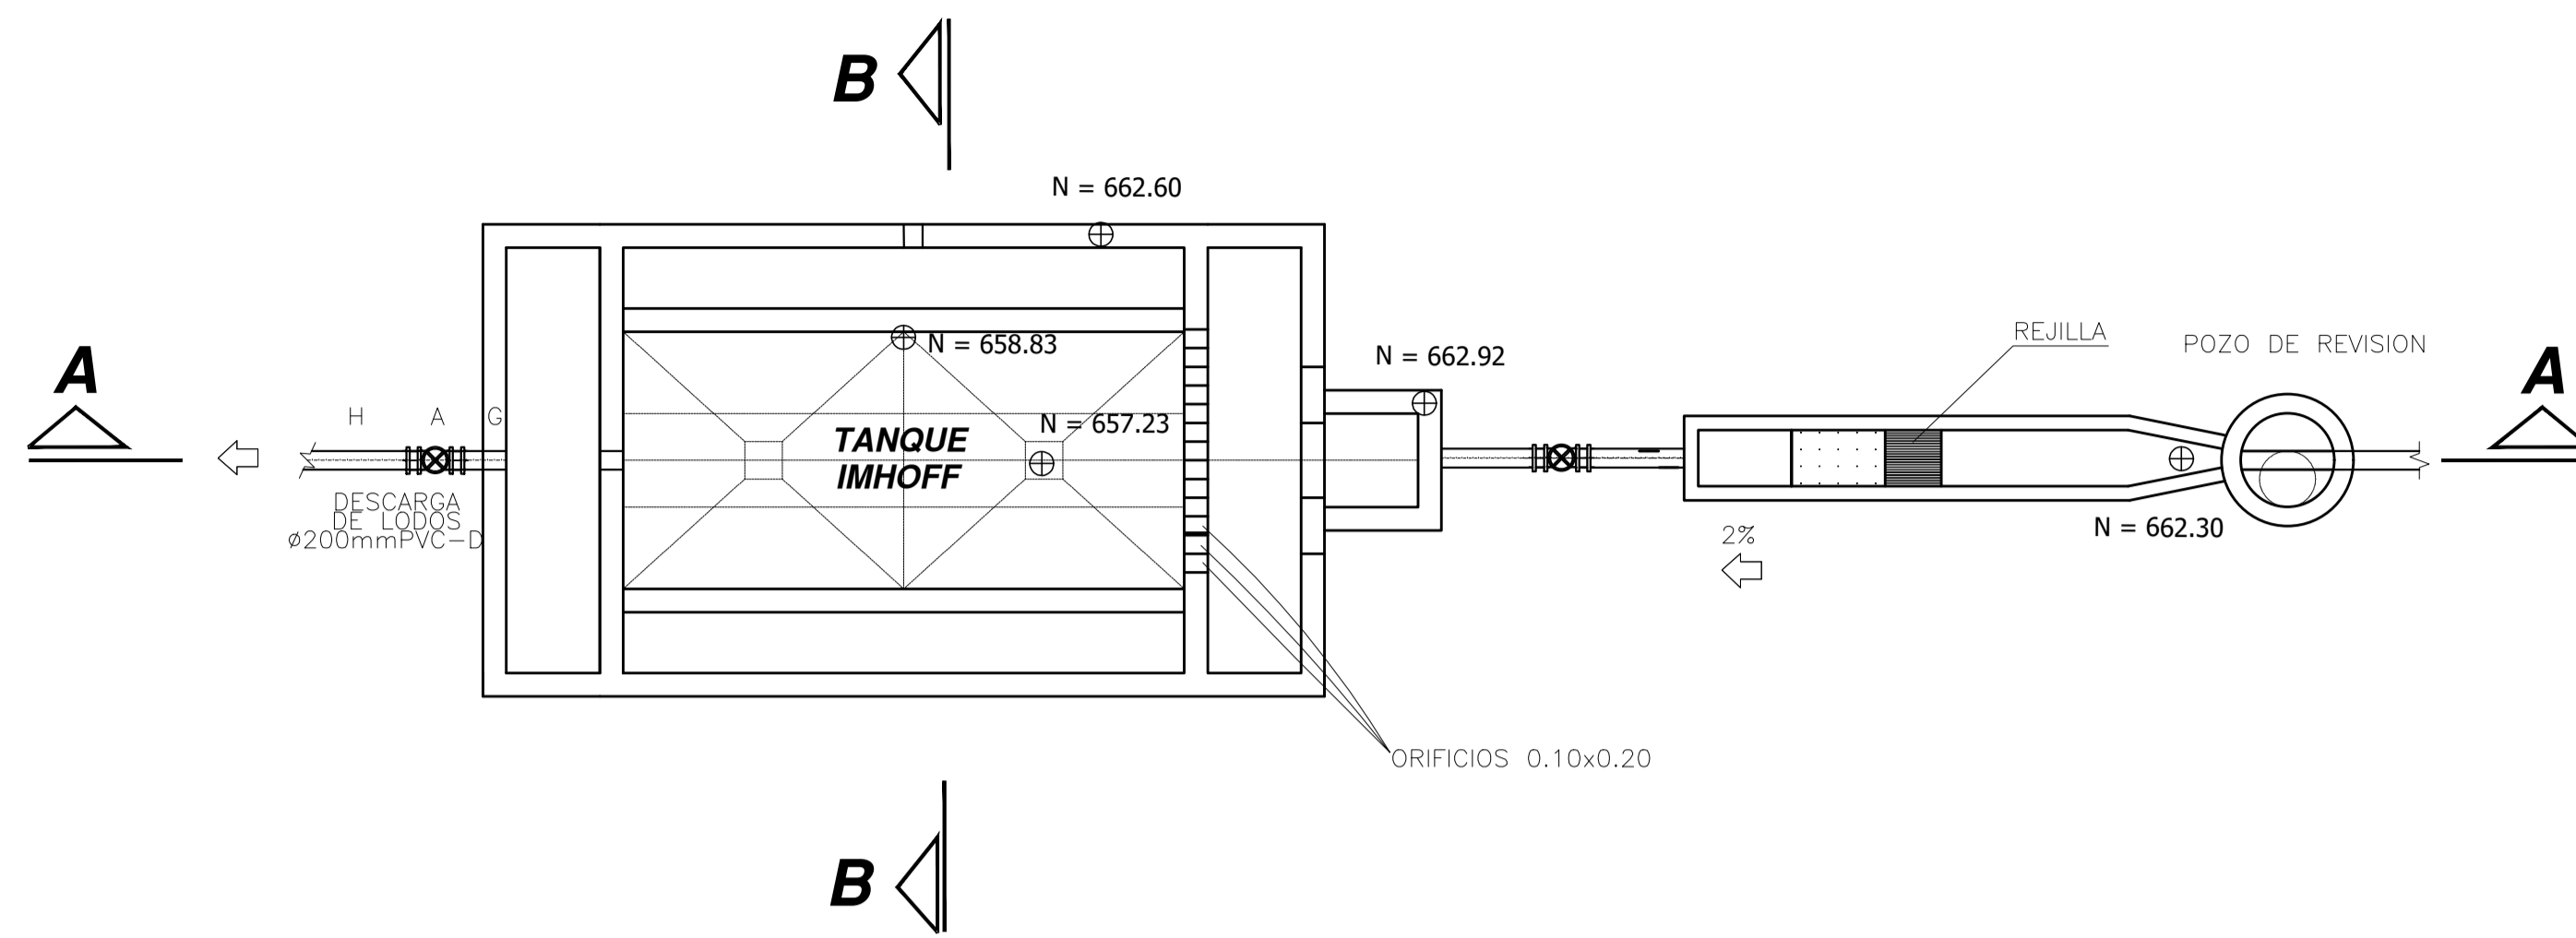 B
N = 662.60
A
N = 658.83
N = 662.92
REJILLA
POZO DE REVISION
A
H A G
N = 657.23
TANQUE
IMHOFF
DESCARGA
DE LODOS
ø200mmPVC-D
2%
N = 662.30
ORIFICIOS 0.10x0.20
B